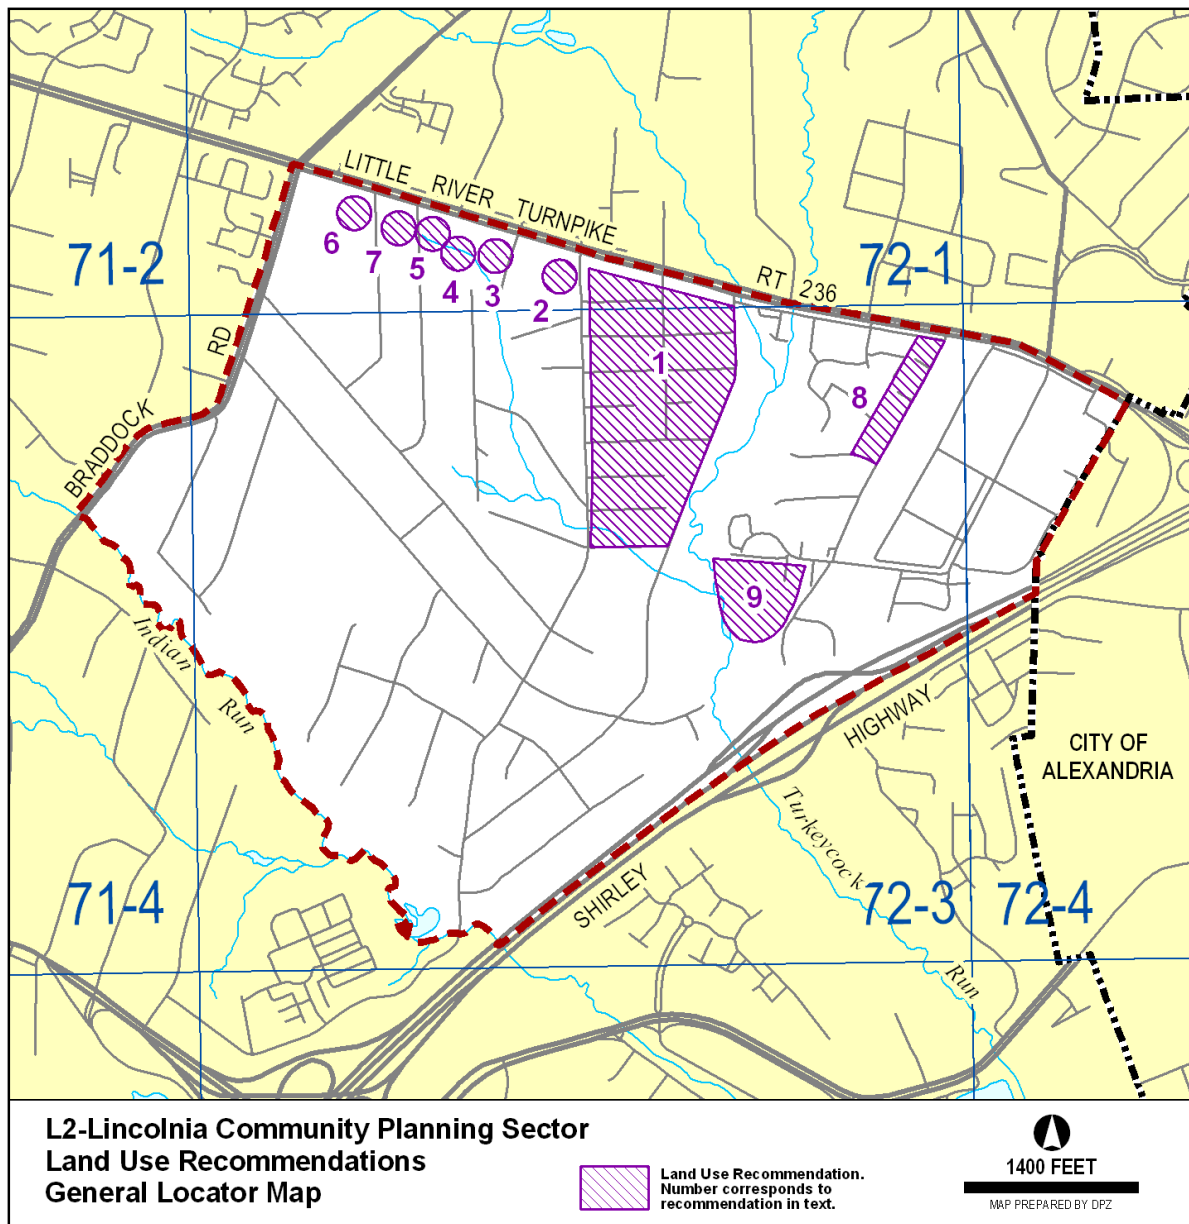 LITTLE RIVER TURNPIKE
RT 236
71-2
72-1
6
7
5
4
3
2
1
8
9
BRADDOCK RD
Indian Run
HIGHWAY
SHIRLEY
CITY OF
ALEXANDRIA
Turkeycock Run
71-4
72-3
72-4
L2-Lincolnia Community Planning Sector
Land Use Recommendations
General Locator Map
Land Use Recommendation.
Number corresponds to
recommendation in text.
1400 FEET
MAP PREPARED BY DPZ